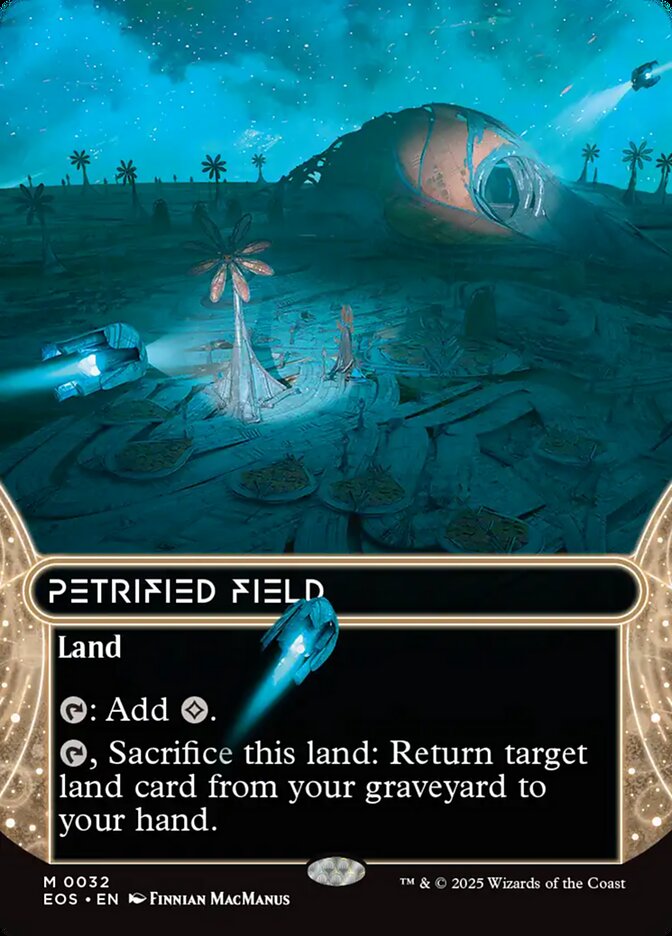 PETRIFIED FIELD
Land
: Add .
, Sacrifice this land: Return target
land card from your graveyard to
your hand.
M 0032
EOS • EN FINNIAN MACMANUS
™ & © 2025 Wizards of the Coast